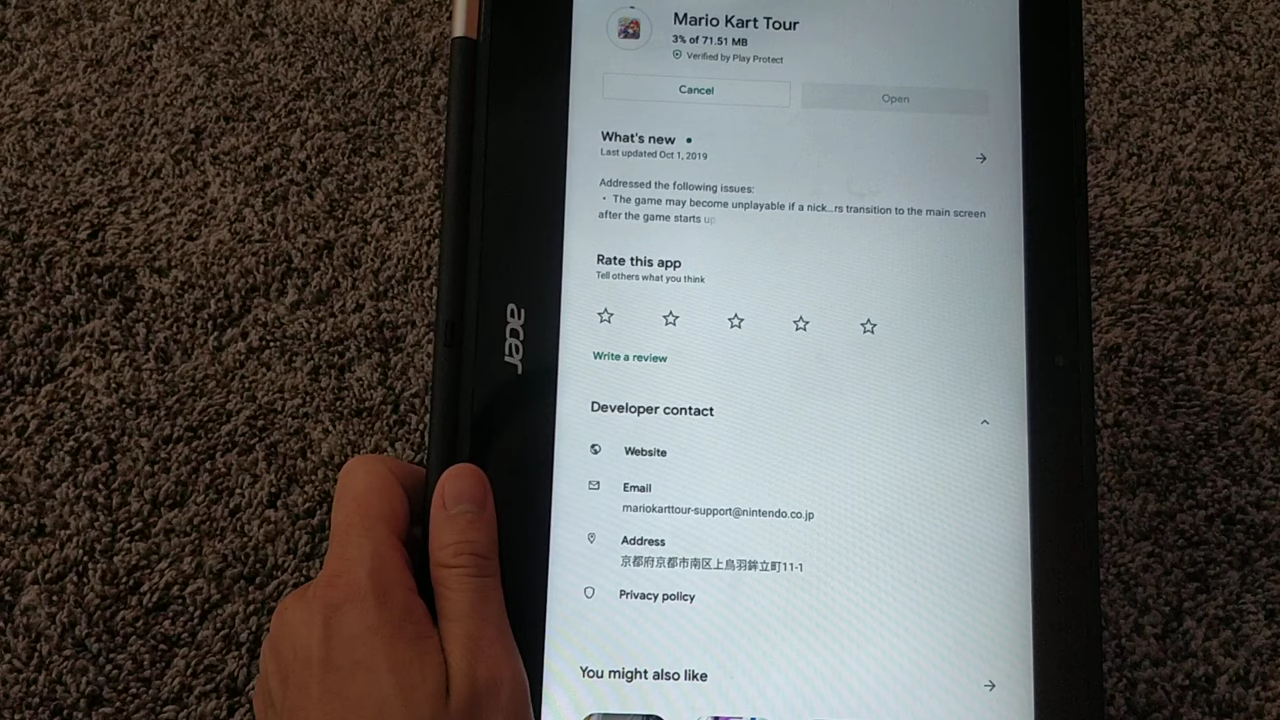 Mario Kart Tour
3% of 71.51 MB
Verified by Play Protect
Cancel
Open
What's new
Last updated Oct 1, 2019
Addressed the following issues:
• The game may become unplayable if a nick...rs transition to the main screen
after the game starts up
Rate this app
Tell others what you think
Write a review
Developer contact
Website
Email
mariokarttour-support@nintendo.co.jp
Address
京都府京都市南区上鳥羽鉾立町11-1
Privacy policy
You might also like
acer